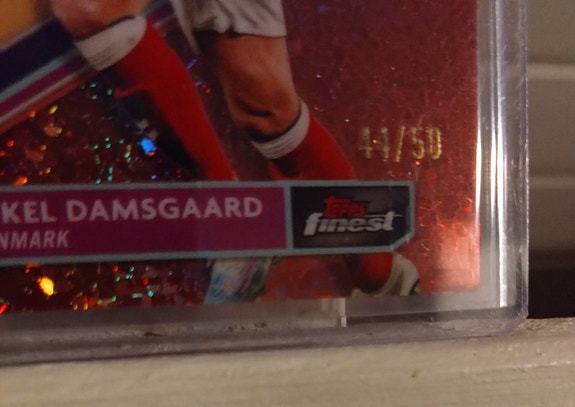 44/50
KEL DAMSGAARD
NMARK
Topps
finest